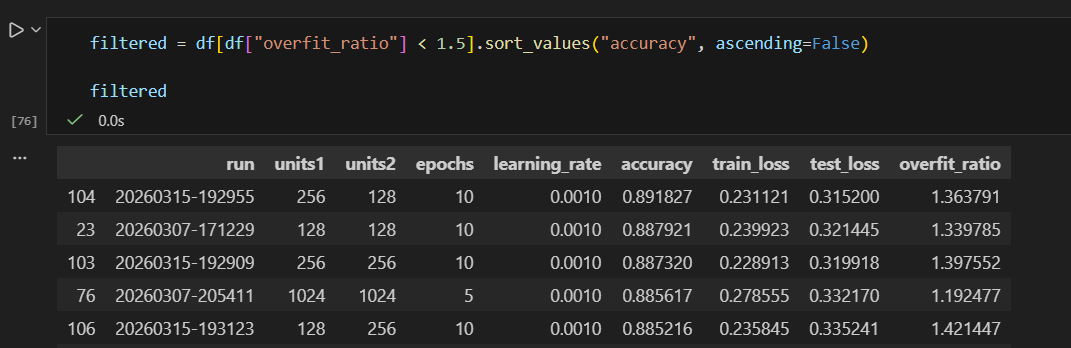 filtered = df[df["overfit_ratio"] < 1.5].sort_values("accuracy", ascending=False)
filtered
[76] 0.0s
...
run units1 units2 epochs learning_rate accuracy train_loss test_loss overfit_ratio
104 20260315-192955 256 128 10 0.0010 0.891827 0.231121 0.315200 1.363791
23 20260307-171229 128 128 10 0.0010 0.887921 0.239923 0.321445 1.339785
103 20260315-192909 256 256 10 0.0010 0.887320 0.228913 0.319918 1.397552
76 20260307-205411 1024 1024 5 0.0010 0.885617 0.278555 0.332170 1.192477
106 20260315-193123 128 256 10 0.0010 0.885216 0.235845 0.335241 1.421447